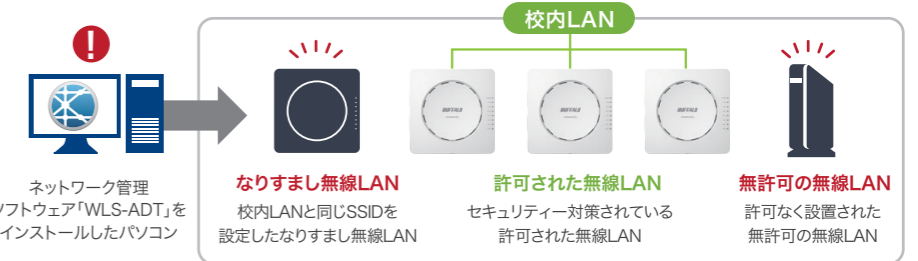 校内LAN
!
BUFFALO
BUFFALO
BUFFALO
ネットワーク管理
ソフトウェア「WLS-ADT」を
インストールしたパソコン
なりすまし無線LAN
校内LANと同じSSIDを
設定したなりすまし無線LAN
許可された無線LAN
セキュリティー対策されている
許可された無線LAN
無許可の無線LAN
許可なく設置された
無許可の無線LAN